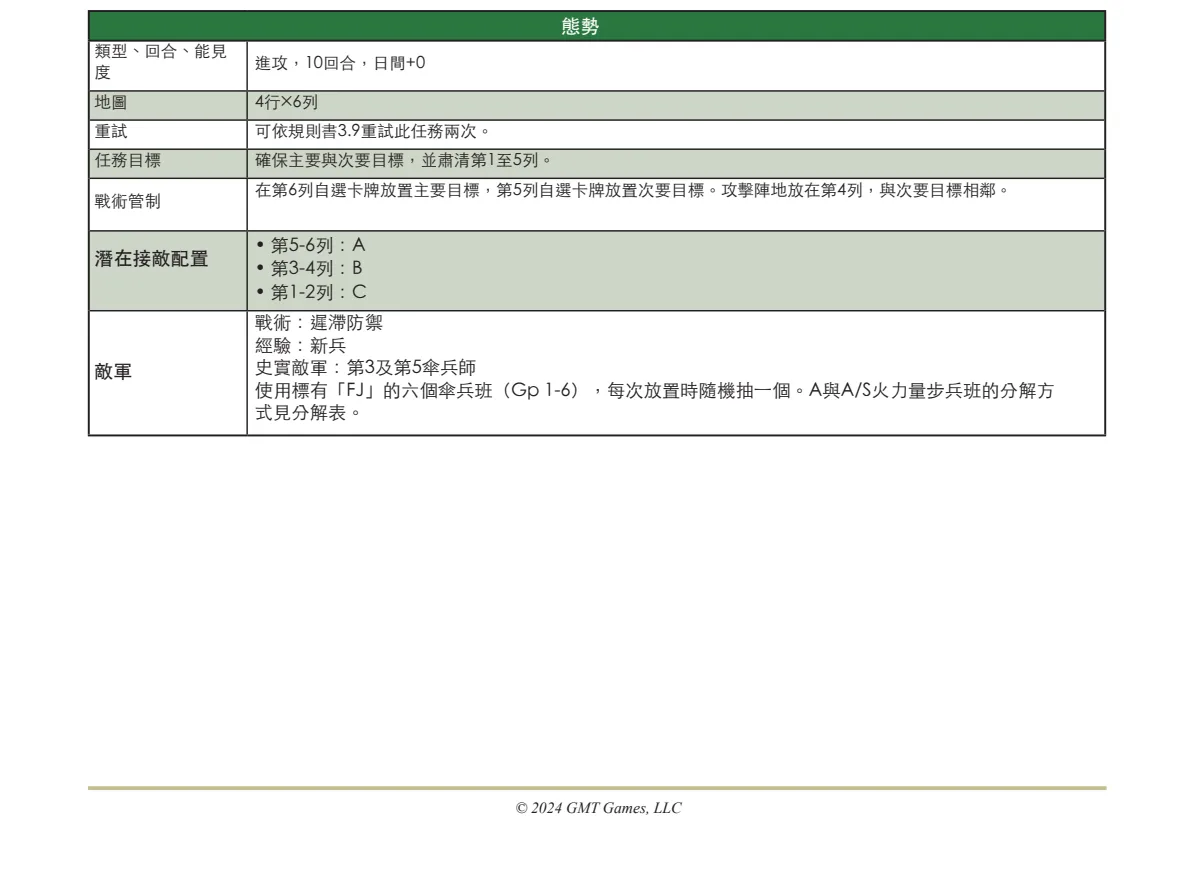 態勢
類型、回合、能見
度
進攻，10回合，日間+0
地圖
4行×6列
重試
可依規則書3.9重試此任務兩次。
任務目標
確保主要與次要目標，並肅清第1至5列。
戰術管制
在第6列自選卡牌放置主要目標，第5列自選卡牌放置次要目標。攻擊陣地放在第4列，與次要目標相鄰。
潛在接敵配置
• 第5-6列：A
• 第3-4列：B
• 第1-2列：C
敵軍
戰術：遲滯防禦
經驗：新兵
史實敵軍：第3及第5傘兵師
使用標有「FJ」的六個傘兵班（Gp 1-6），每次放置時隨機抽一個。A與A/S火力量步兵班的分解方
式見分解表。
© 2024 GMT Games, LLC